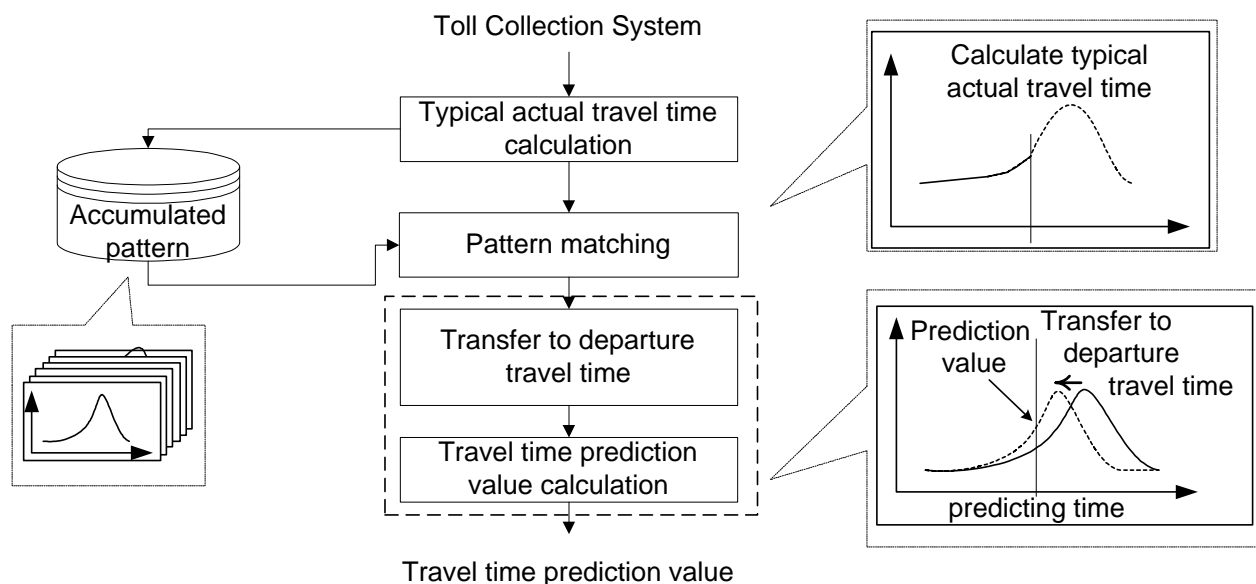 Toll Collection System
Typical actual travel time
calculation
Accumulated
pattern
Pattern matching
Transfer to departure
travel time
Travel time prediction
value calculation
Travel time prediction value
Calculate typical
actual travel time
Prediction
value
Transfer to
departure
travel time
predicting time